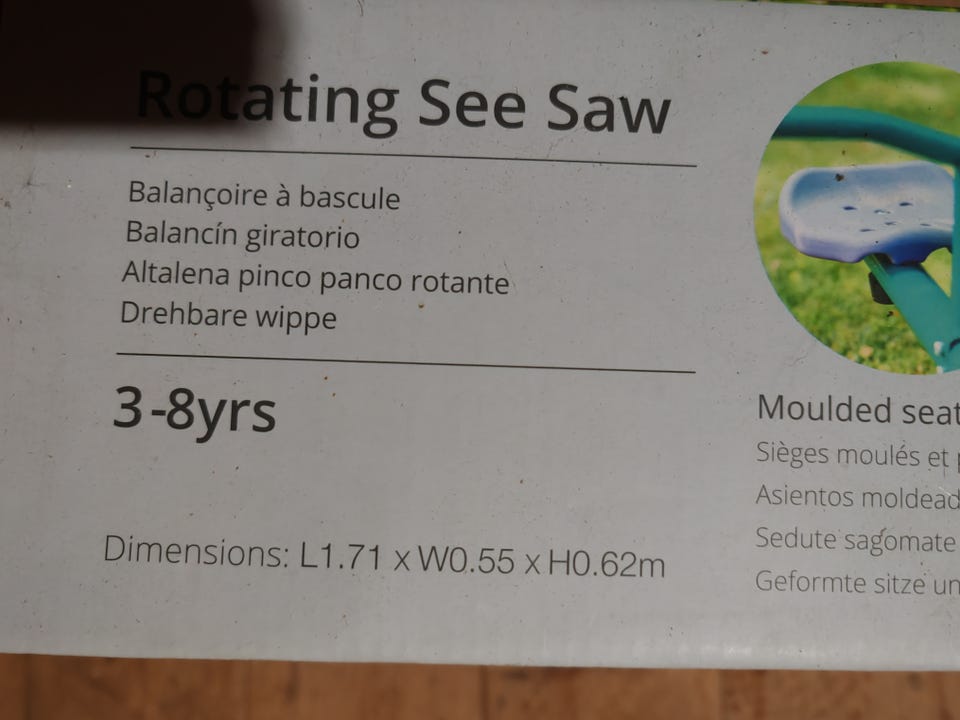 Rotating See Saw
Balançoire à bascule
Balancín giratorio
Altalena pinco panco rotante
Drehbare wippe
3-8yrs
Dimensions: L1.71 x W0.55 x H0.62m
Moulded seat
Sièges moulés et
Asientos moldead
Sedute sagomate
Geformte sitze un